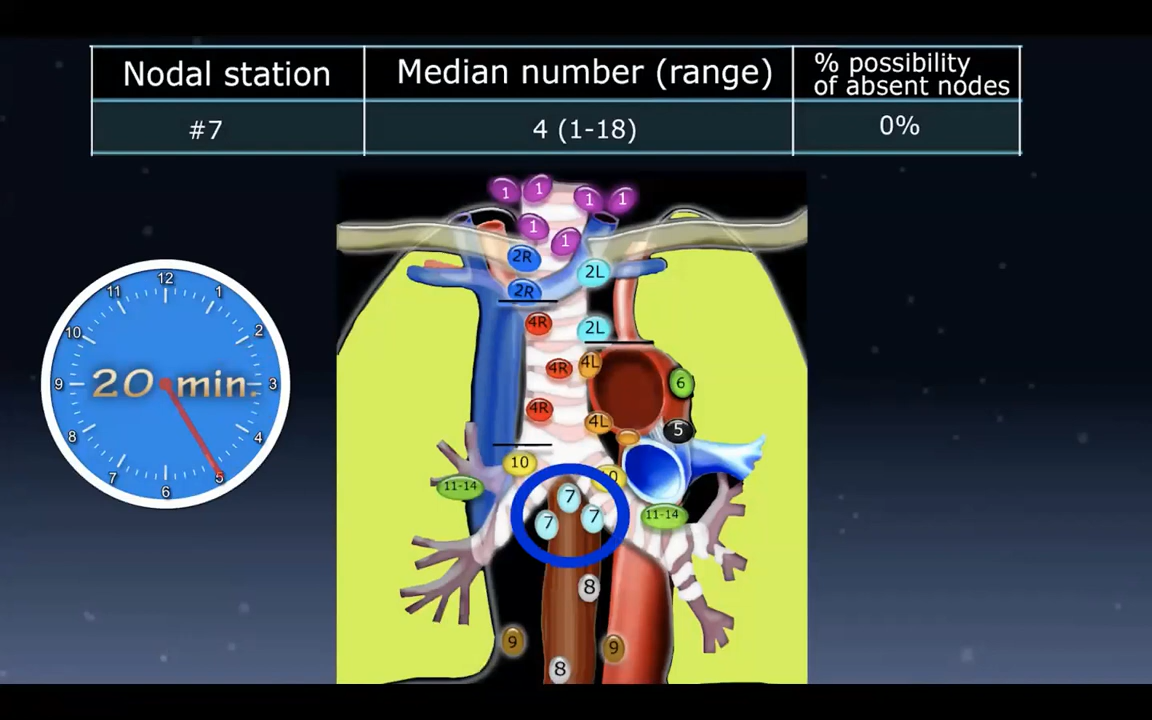 Nodal station
Median number (range)
% possibility
of absent nodes
#7
4 (1-18)
0%
1
1
1
1
1
1
2R
2L
2R
4R
2L
4R
4L
6
4R
4L
5
10
11-14
7
7
7
11-14
8
9
9
8
12
1
2
3
4
5
6
7
8
9
10
11
20 min.